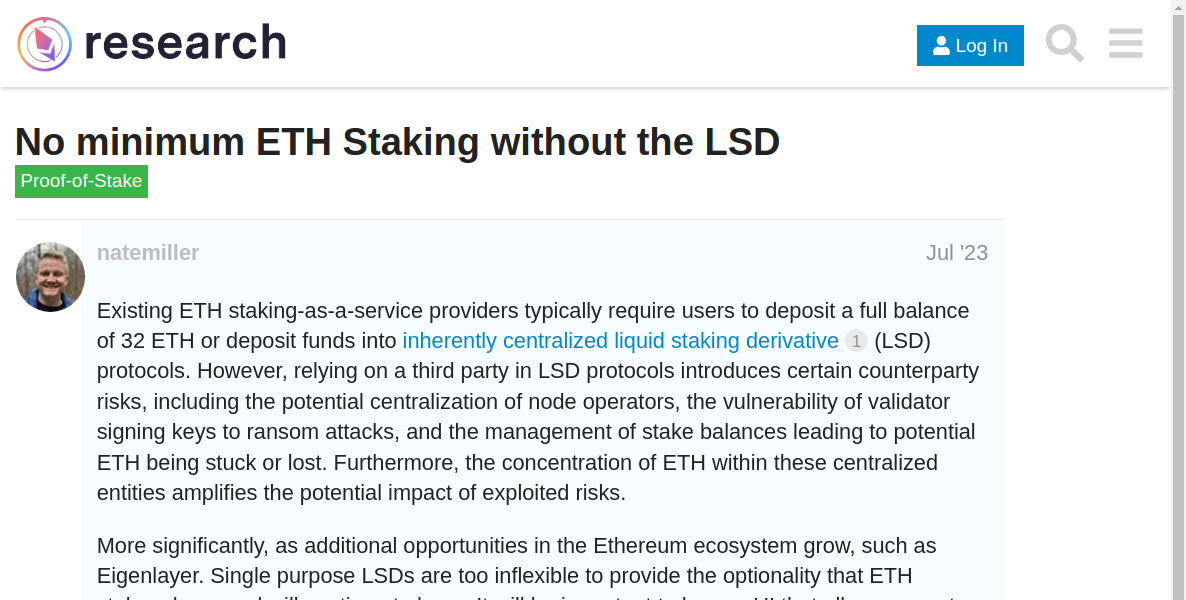 research
Log In
No minimum ETH Staking without the LSD
Proof-of-Stake
natemiller
Jul '23
Existing ETH staking-as-a-service providers typically require users to deposit a full balance
of 32 ETH or deposit funds into inherently centralized liquid staking derivative 1 (LSD)
protocols. However, relying on a third party in LSD protocols introduces certain counterparty
risks, including the potential centralization of node operators, the vulnerability of validator
signing keys to ransom attacks, and the management of stake balances leading to potential
ETH being stuck or lost. Furthermore, the concentration of ETH within these centralized
entities amplifies the potential impact of exploited risks.
More significantly, as additional opportunities in the Ethereum ecosystem grow, such as
Eigenlayer. Single purpose LSDs are too inflexible to provide the optionality that ETH